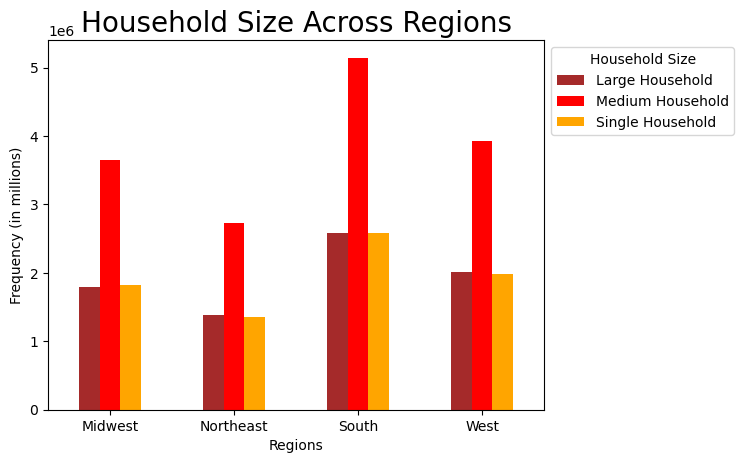 Household Size Across Regions
1e6
Household Size
Large Household
Medium Household
Single Household
5
4
3
2
1
0
Frequency (in millions)
Midwest Northeast South West
Regions